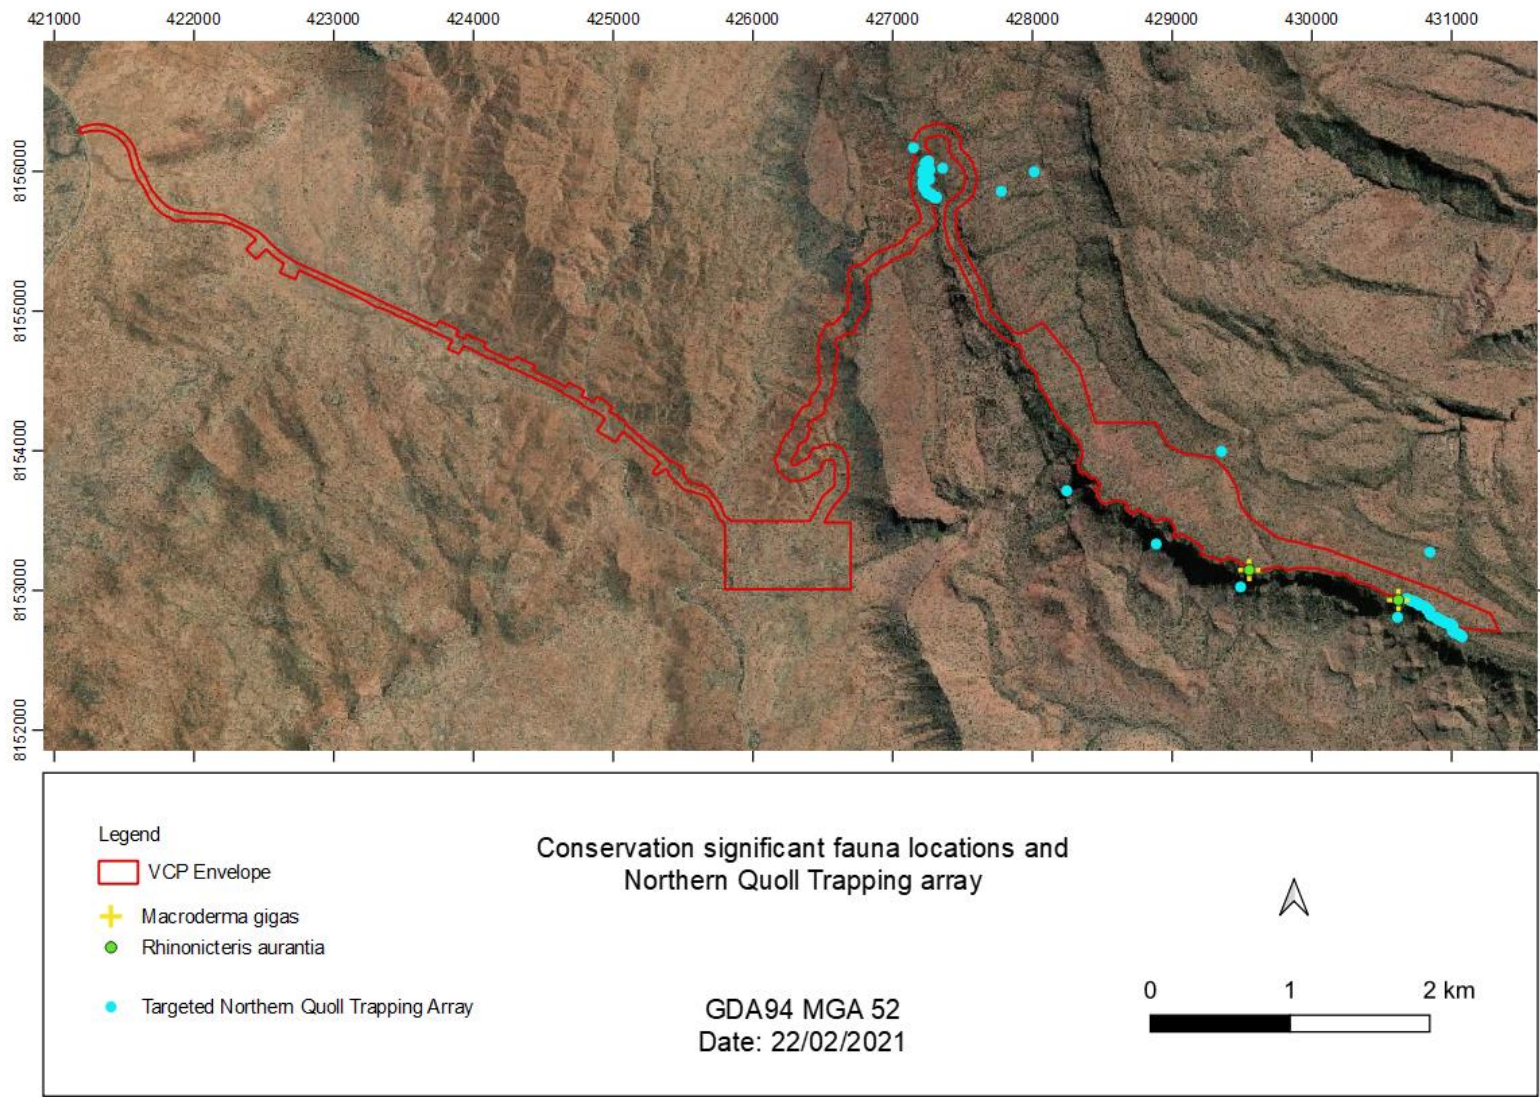 421000 422000 423000 424000 425000 426000 427000 428000 429000 430000 431000
8156000
8155000
8154000
8153000
8152000
Legend
VCP Envelope
Macroderma gigas
Rhinonicteris aurantia
Targeted Northern Quoll Trapping Array
Conservation significant fauna locations and
Northern Quoll Trapping array
GDA94 MGA 52
Date: 22/02/2021
0 1 2 km